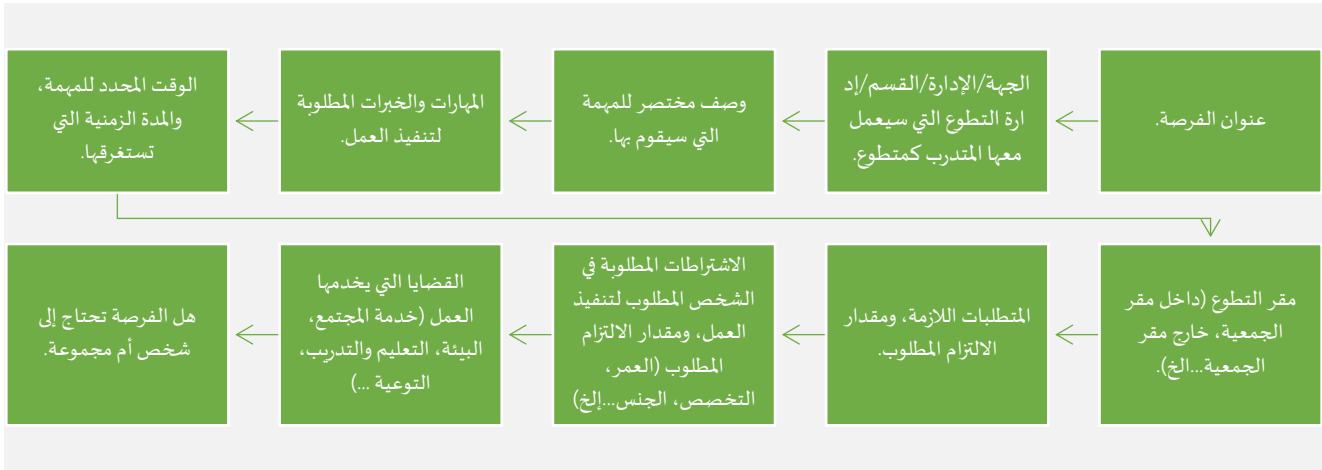 عنوان الفرصة.
الجهة/الإدارة/القسم/إد
ارة التطوع التي سيعمل
معها المتدرب كمتطوع.
وصف مختصر للمهمة
التي سيقوم بها.
المهارات والخبرات المطلوبة
لتنفيذ العمل.
الوقت المحدد للمهمة،
والمدة الزمنية التي
تستغرقها.
مقر التطوع (داخل مقر
الجمعية، خارج مقر
الجمعية...الخ).
المتطلبات اللازمة، ومقدار
الالتزام المطلوب.
الاشتراطات المطلوبة في
الشخص المطلوب لتنفيذ
العمل، ومقدار الالتزام
المطلوب (العمر،
التخصص، الجنس...إلخ)
القضايا التي يخدمها
العمل (خدمة المجتمع،
البيئة، التعليم والتدريب،
التوعية ...)
هل الفرصة تحتاج إلى
شخص أم مجموعة.